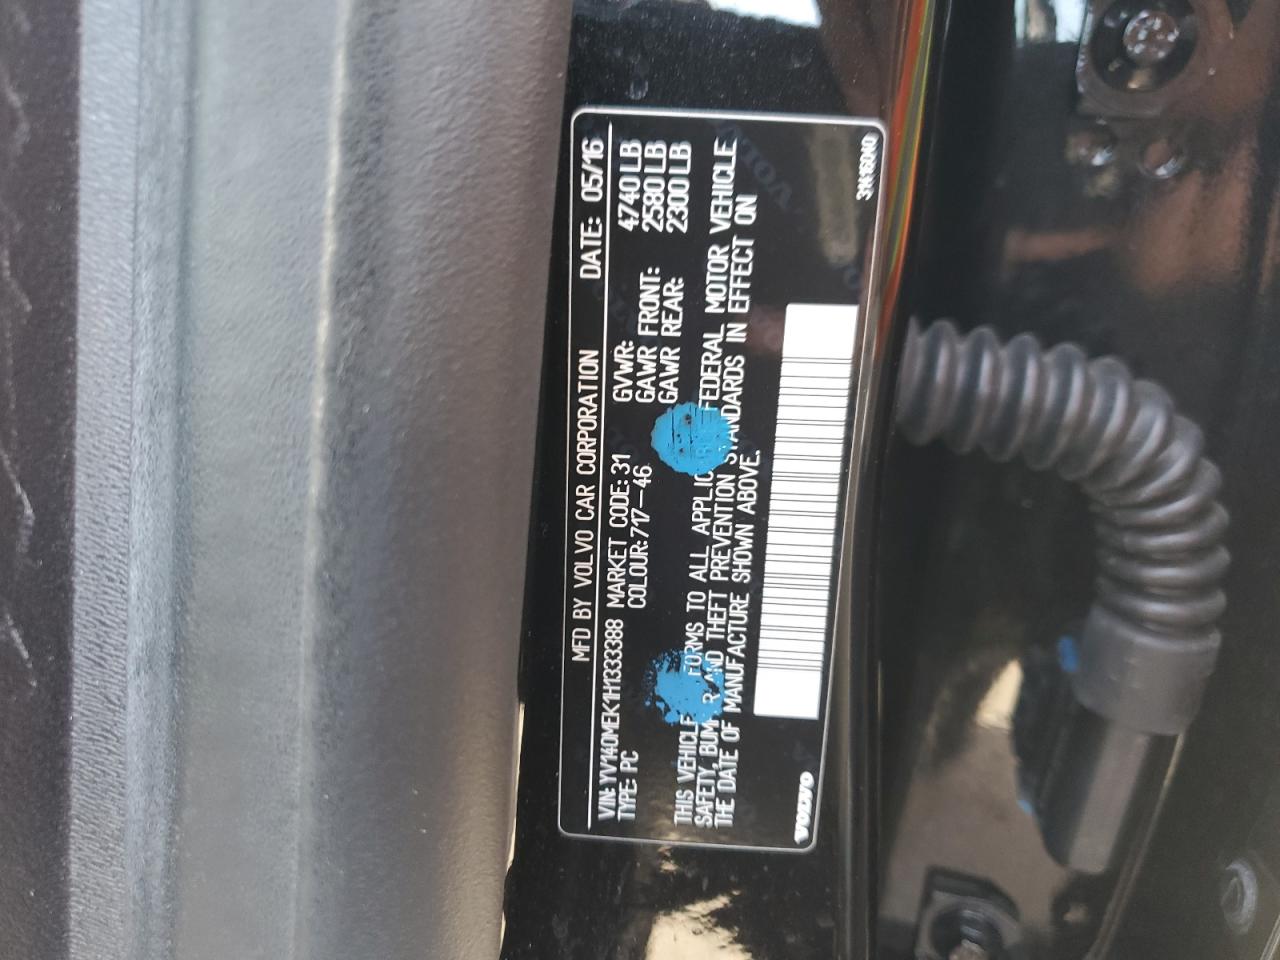 MFD BY VOLVO CAR CORPORATION DATE: 05/16
VIN: YV140MEK1H1333388 MARKET CODE: 31 GVWR: 4740 LB
TYPE: PC COLOUR: 717-46 GAWR FRONT: 2580 LB
GAWR REAR: 2300 LB
THIS VEHICLE FORMS TO ALL APPLIC FEDERAL MOTOR VEHICLE
SAFETY, BUM R AND THEFT PREVENTION STANDARDS IN EFFECT ON
THE DATE OF MANUFACTURE SHOWN ABOVE.
VOLVO 31416040